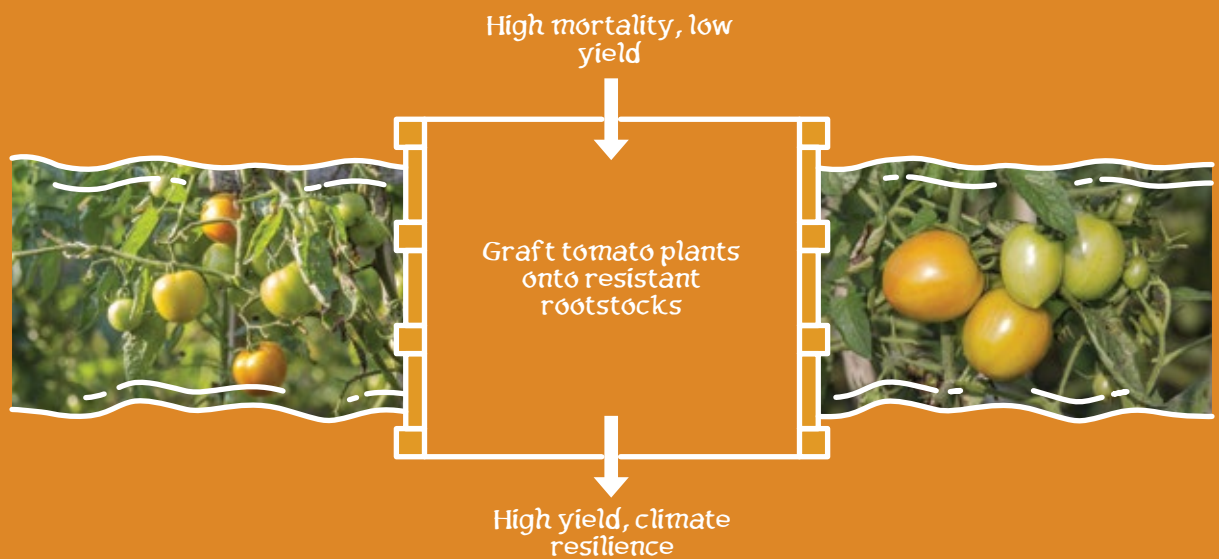 High mortality, low
yield
Graft tomato plants
onto resistant
rootstocks
High yield, climate
resilience